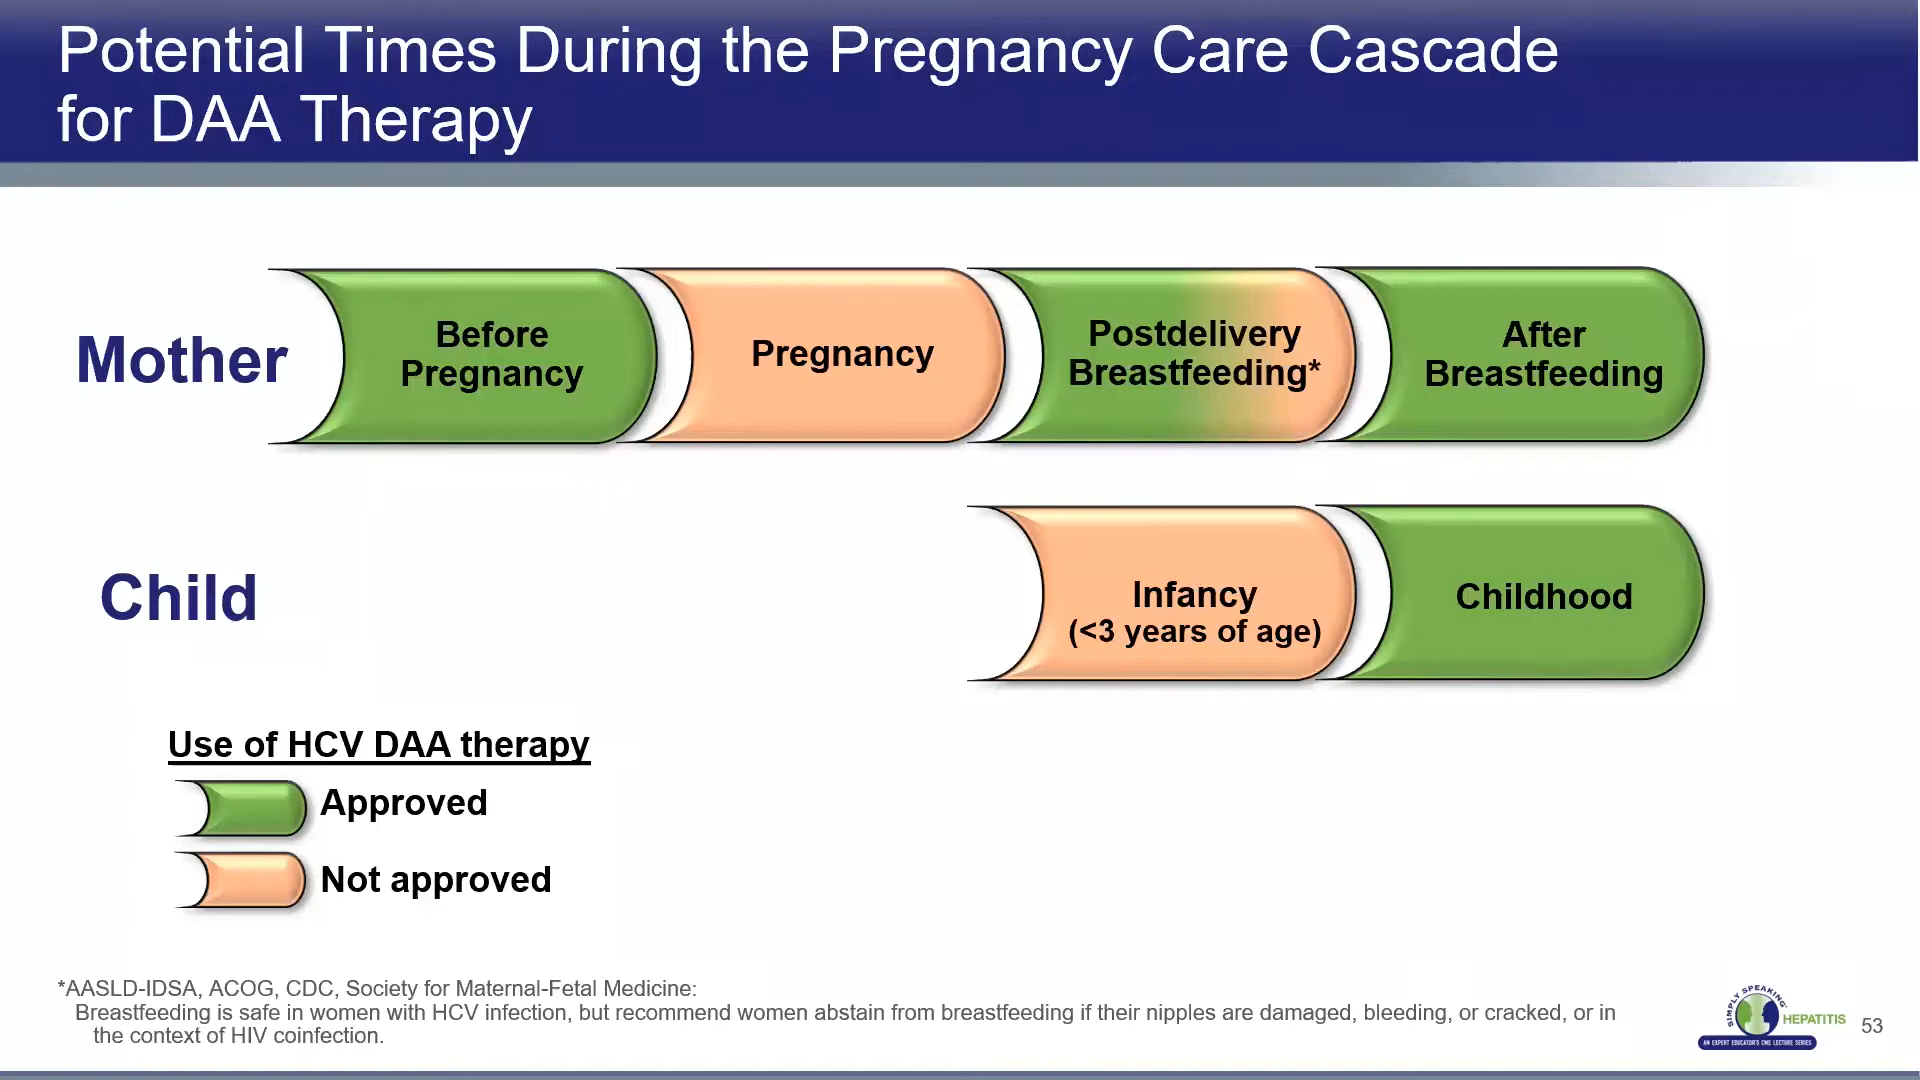 Potential Times During the Pregnancy Care Cascade
for DAA Therapy
Mother
Before
Pregnancy
Pregnancy
Postdelivery
Breastfeeding*
After
Breastfeeding
Child
Infancy
(<3 years of age)
Childhood
Use of HCV DAA therapy
Approved
Not approved
*AASLD-IDSA, ACOG, CDC, Society for Maternal-Fetal Medicine:
Breastfeeding is safe in women with HCV infection, but recommend women abstain from breastfeeding if their nipples are damaged, bleeding, or cracked, or in
the context of HIV coinfection.
SIMPLY SPEAKING
HEPATITIS
AN EXPERT EDUCATOR'S CME LECTURE SERIES
53